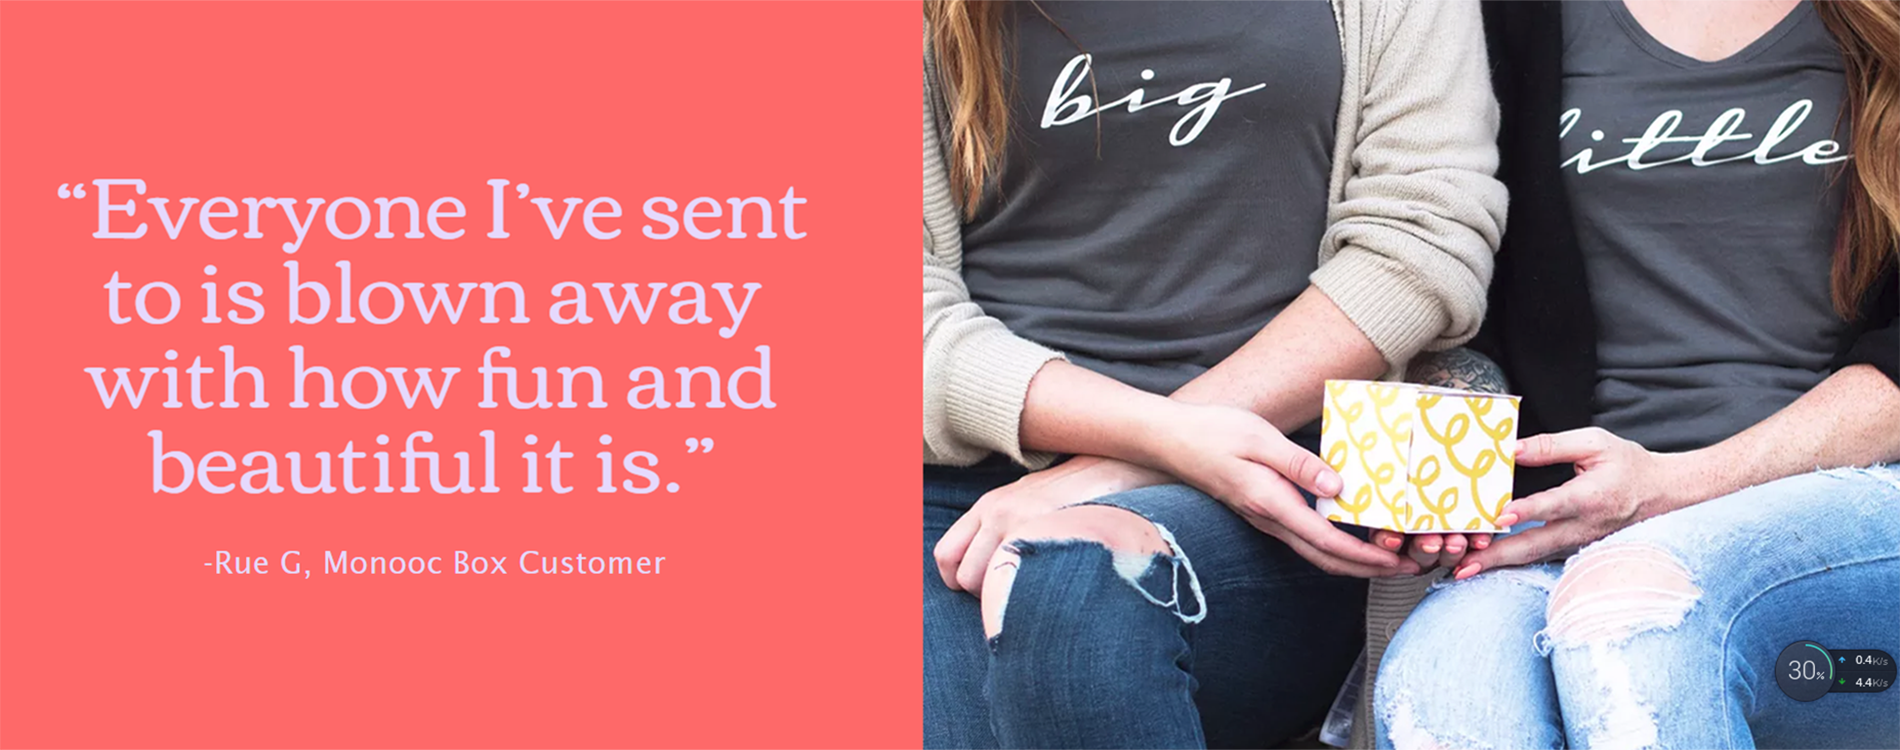 “Everyone I’ve sent
to is blown away
with how fun and
beautiful it is.”
-Rue G, Monooc Box Customer
big
little
30%
0.4K/s
4.4K/s